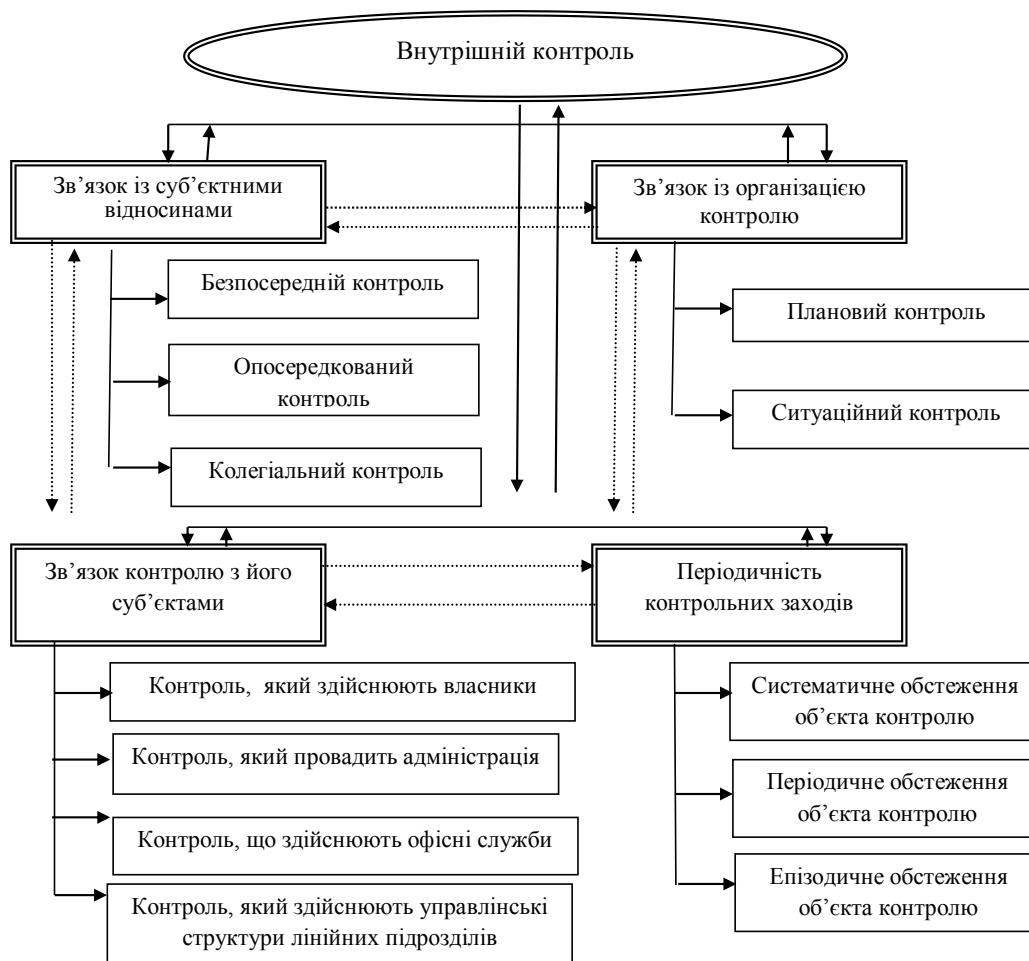 Внутрішній контроль
Зв’язок із суб’єктними
відносинами
Зв’язок із організацією
контролю
Безпосередній контроль
Опосередкований
контроль
Колегіальний контроль
Плановий контроль
Ситуаційний контроль
Зв’язок контролю з його
суб’єктами
Періодичність
контрольних заходів
Контроль, який здійснюють власники
Контроль, який провадить адміністрація
Контроль, що здійснюють офісні служби
Контроль, який здійснюють управлінські
структури лінійних підрозділів
Систематичне обстеження
об’єкта контролю
Періодичне обстеження
об’єкта контролю
Епізодичне обстеження
об’єкта контролю